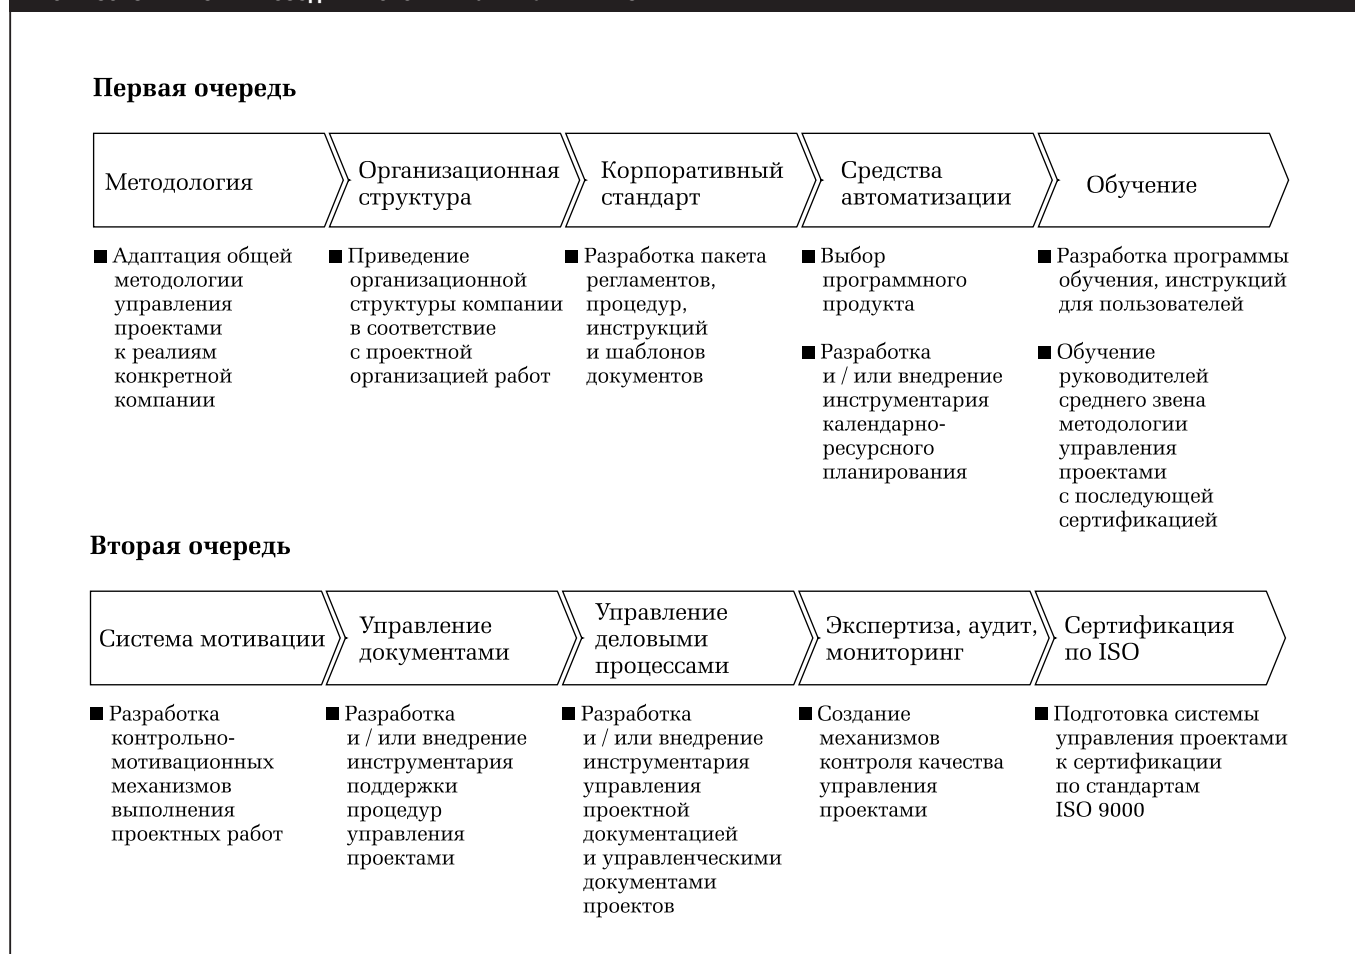 Первая очередь
Методология
Организационная
структура
Корпоративный
стандарт
Средства
автоматизации
Обучение
■ Адаптация общей
методологии
управления
проектами
к реалиям
конкретной
компании
■ Приведение
организационной
структуры компании
в соответствие
с проектной
организацией работ
■ Разработка пакета
регламентов,
процедур,
инструкций
и шаблонов
документов
■ Выбор
программного
продукта
■ Разработка
и / или внедрение
инструментария
календарно-
ресурсного
планирования
■ Разработка программы
обучения, инструкций
для пользователей
■ Обучение
руководителей
среднего звена
методологии
управления
проектами
с последующей
сертификацией
Вторая очередь
Система мотивации
Управление
документами
Управление
деловыми
процессами
Экспертиза, аудит,
мониторинг
Сертификация
по ISO
■ Разработка
контрольно-
мотивационных
механизмов
выполнения
проектных работ
■ Разработка
и / или внедрение
инструментария
поддержки
процедур
управления
проектами
■ Разработка
и / или внедрение
инструментария
управления
проектной
документацией
и управленческими
документами
проектов
■ Создание
механизмов
контроля качества
управления
проектами
■ Подготовка системы
управления проектами
к сертификации
по стандартам
ISO 9000